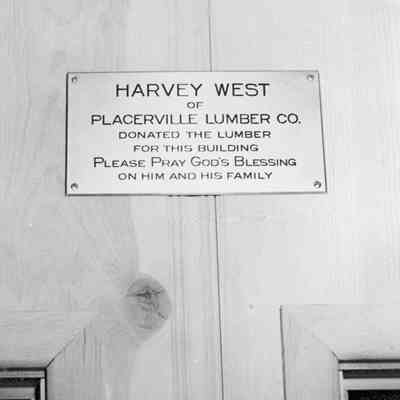 HARVEY WEST
OF
PLACERVILLE LUMBER CO.
DONATED THE LUMBER
FOR THIS BUILDING
PLEASE PRAY GOD'S BLESSING
ON HIM AND HIS FAMILY